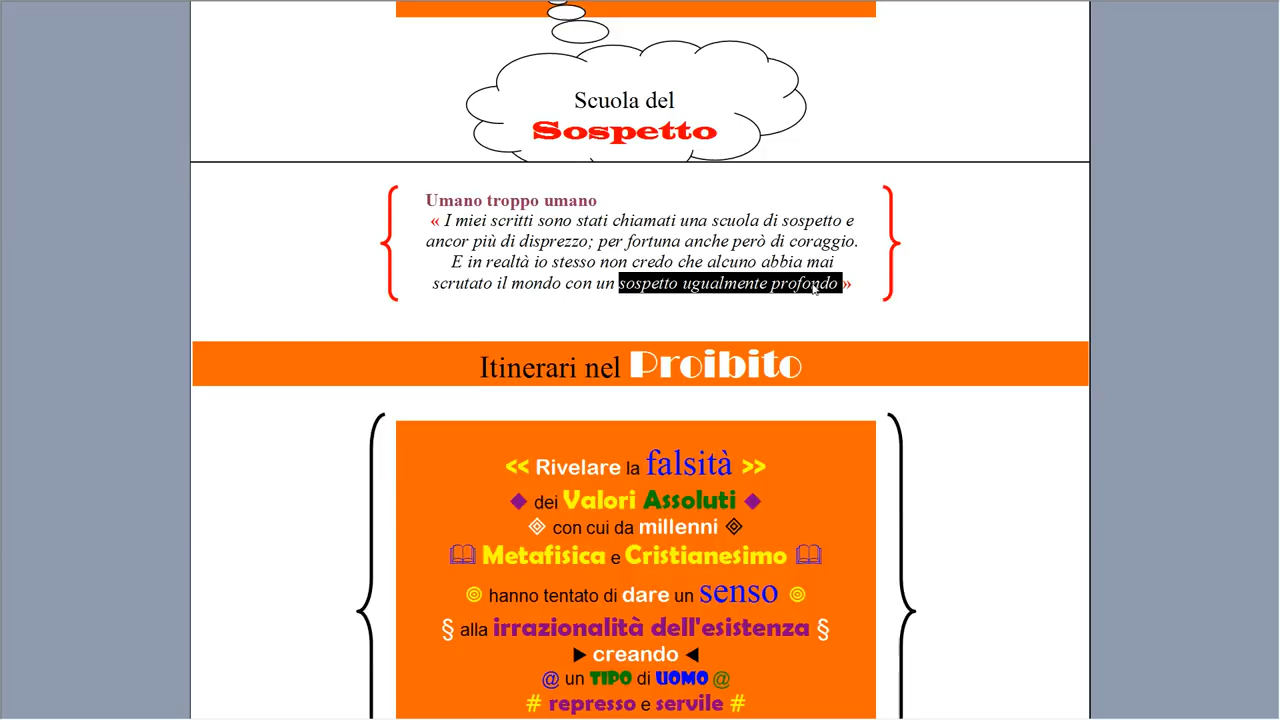 Scuola del
Sospetto
Umano troppo umano
« I miei scritti sono stati chiamati una scuola di sospetto e
ancor più di disprezzo; per fortuna anche però di coraggio.
E in realtà io stesso non credo che alcuno abbia mai
scrutato il mondo con un sospetto ugualmente profondo »
Itinerari nel Proibito
<< Rivelare la falsità >>
◆ dei Valori Assoluti ◆
con cui da millenni
Metafisica e Cristianesimo
hanno tentato di dare un senso
§ alla irrazionalità dell'esistenza §
▶ creando ◀
@ un TIPO di UOMO @
# represso e servile #